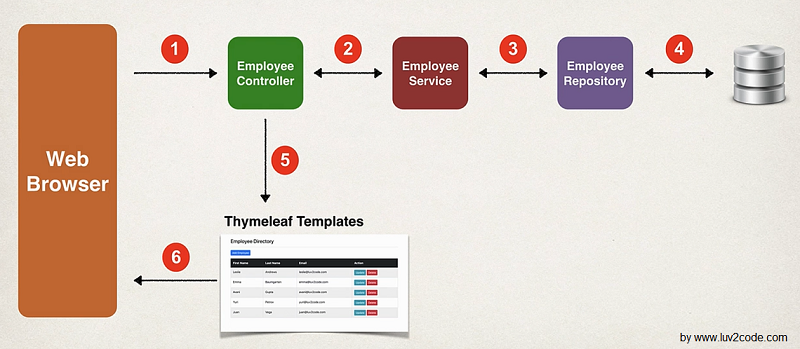 1
2
3
4
Employee
Controller
Employee
Service
Employee
Repository
Web
Browser
5
Thymeleaf Templates
6
Employee Directory
Add Employee
First Name Last Name Email Action
Leslie Andrews leslie@luv2code.com Update Delete
Emma Baumgarten emma@luv2code.com Update Delete
Avani Gupta avani@luv2code.com Update Delete
Yuri Petrov yuri@luv2code.com Update Delete
Juan Vega juan@luv2code.com Update Delete
by www.luv2code.com